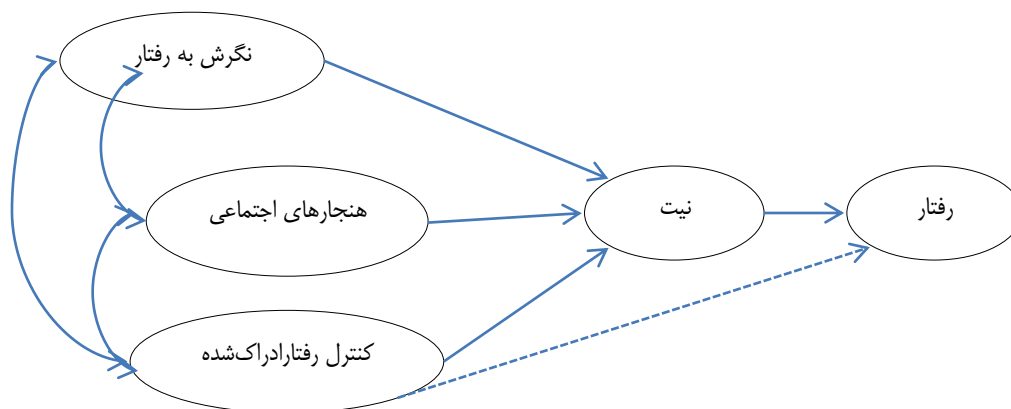 نگرش به رفتار
هنجارهای اجتماعی
نیت
رفتار
کنترل رفتارادراک‌شده